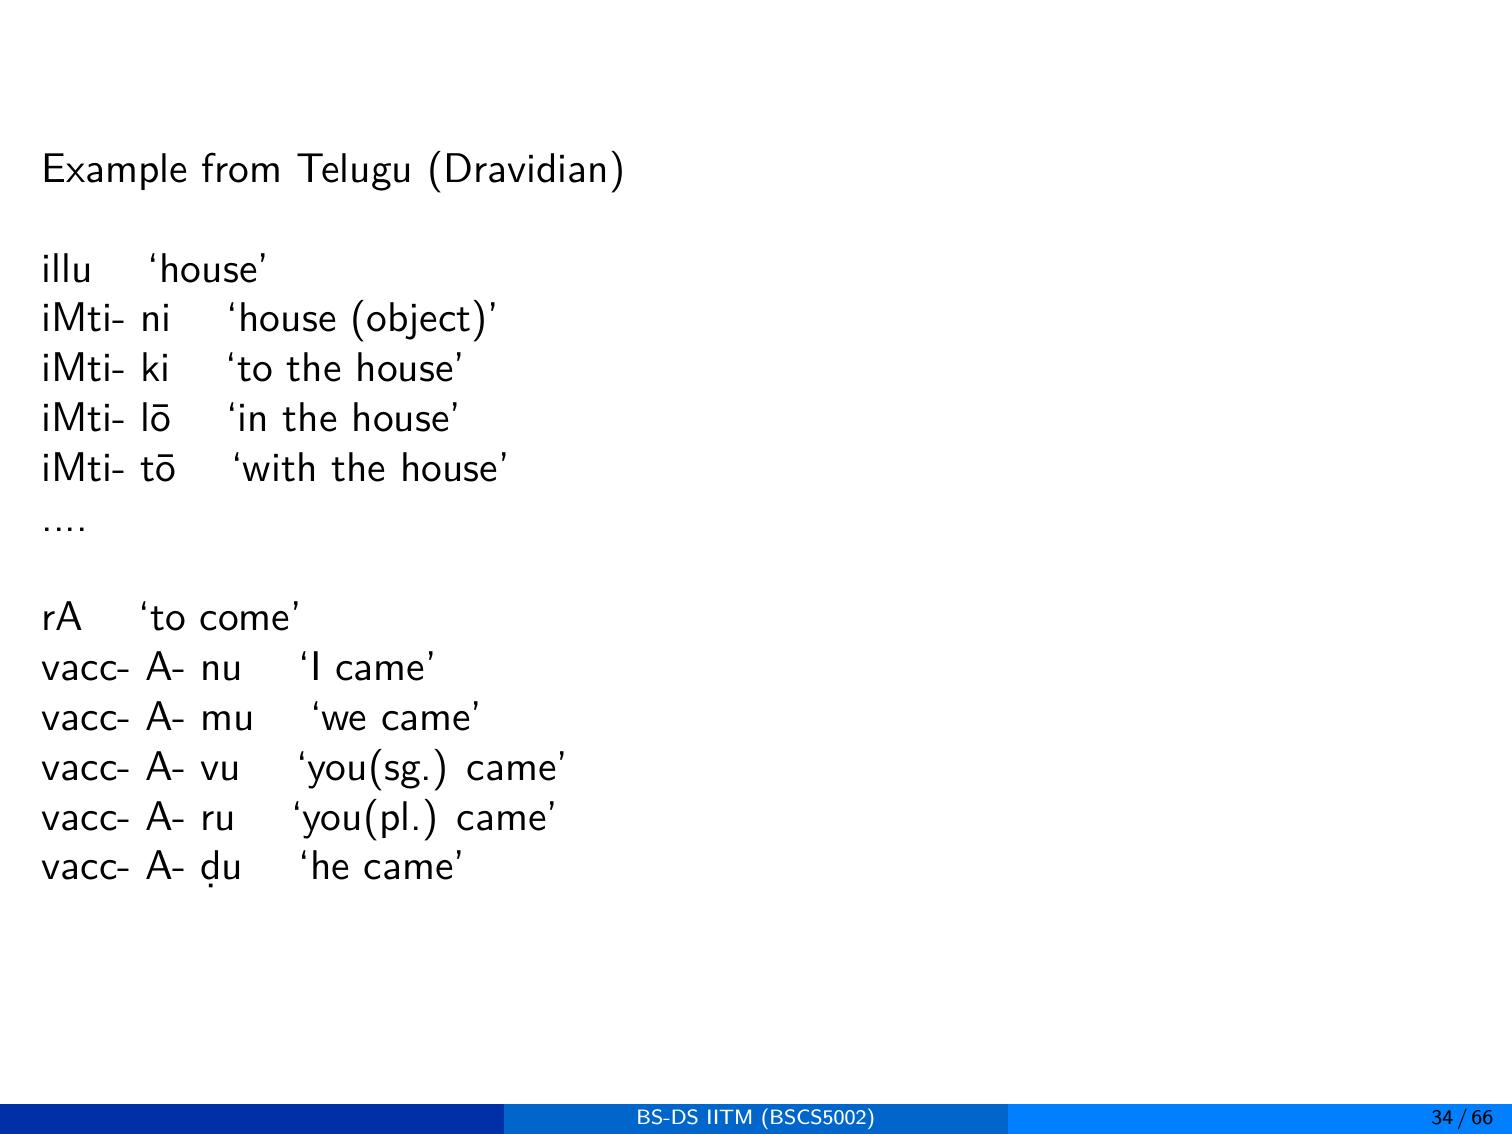 Example from Telugu (Dravidian)
illu ‘house’
iMti- ni ‘house (object)’
iMti- ki ‘to the house’
iMti- lō ‘in the house’
iMti- tō ‘with the house’
....
rA ‘to come’
vacc- A- nu ‘I came’
vacc- A- mu ‘we came’
vacc- A- vu ‘you(sg.) came’
vacc- A- ru ‘you(pl.) came’
vacc- A- ḍu ‘he came’
BS-DS IITM (BSCS5002) 34 / 66